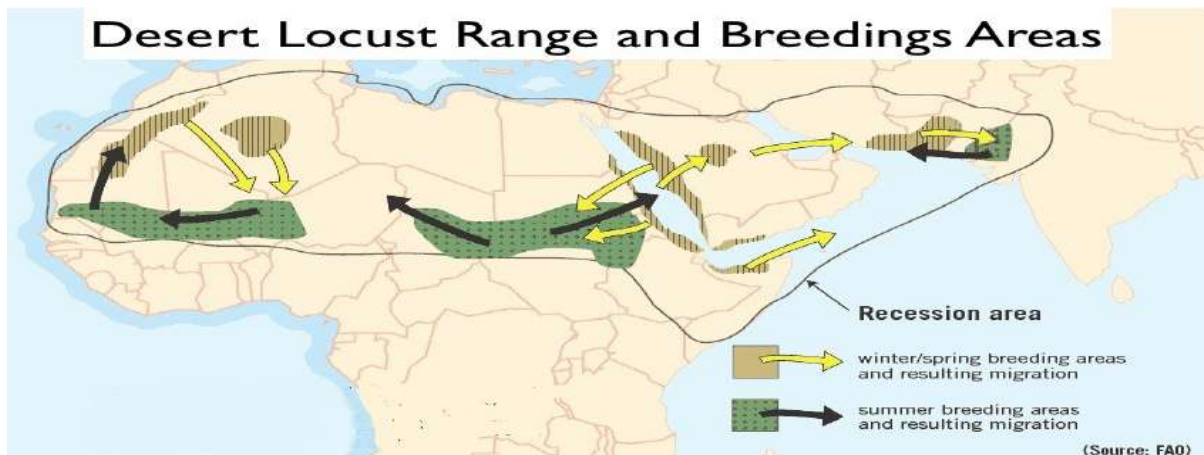 Desert Locust Range and Breedings Areas
Recession area
winter/spring breeding areas
and resulting migration
summer breeding areas
and resulting migration
(Source: FAO)